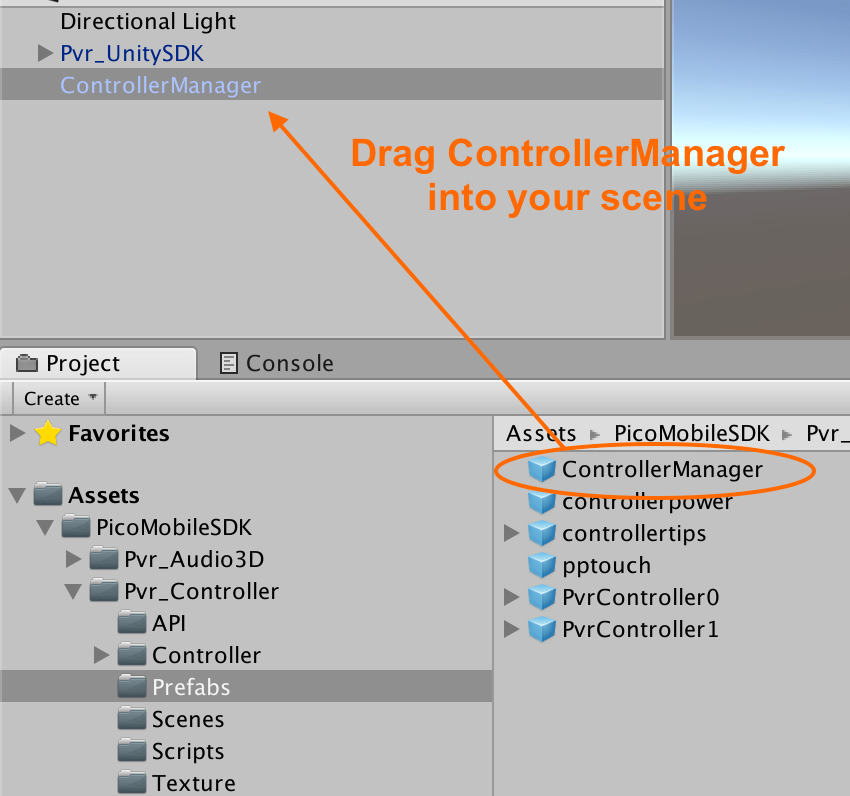 Directional Light
Pvr_UnitySDK
ControllerManager
Drag ControllerManager
into your scene
Project
Console
Create
Favorites
Assets
PicoMobileSDK
Pvr_Audio3D
Pvr_Controller
API
Controller
Prefabs
Scenes
Scripts
Texture
Assets PicoMobileSDK Pvr_
ControllerManager
controllerpower
controllertips
pptouch
PvrController0
PvrController1